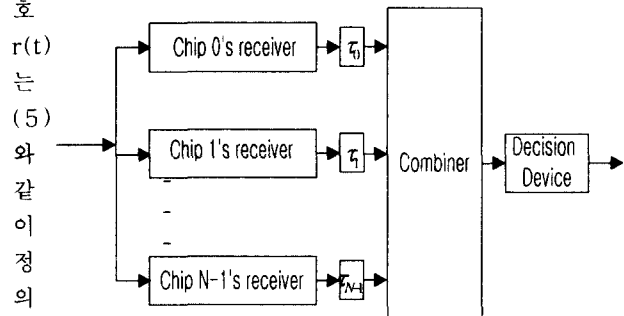 호
r(t)
는
(5)
와
같
이
정
의
Chip 0's receiver
τ₀
Chip 1's receiver
τ₁
Chip N-1's receiver
τ_{N-1}
Combiner
Decision
Device